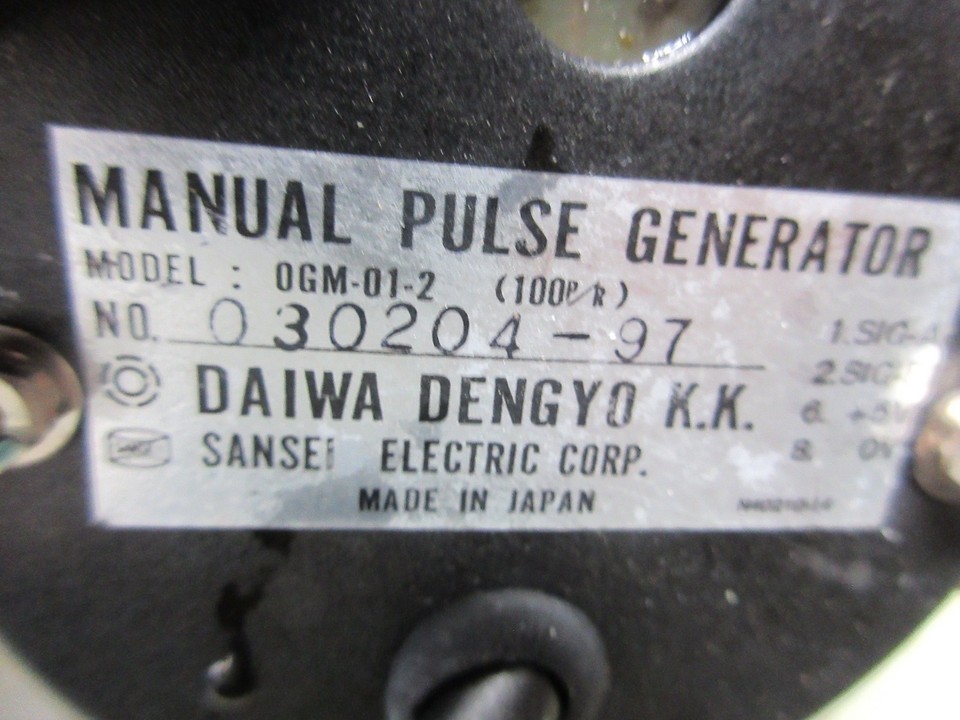 MANUAL PULSE GENERATOR
MODEL : OGM-01-2 (100P/R)
NO. 030204-97
1.SIG-A
2.SIG-
DAIWA DENGYO K.K.
6. +5V
SANSEI ELECTRIC CORP.
8. 0V
MADE IN JAPAN